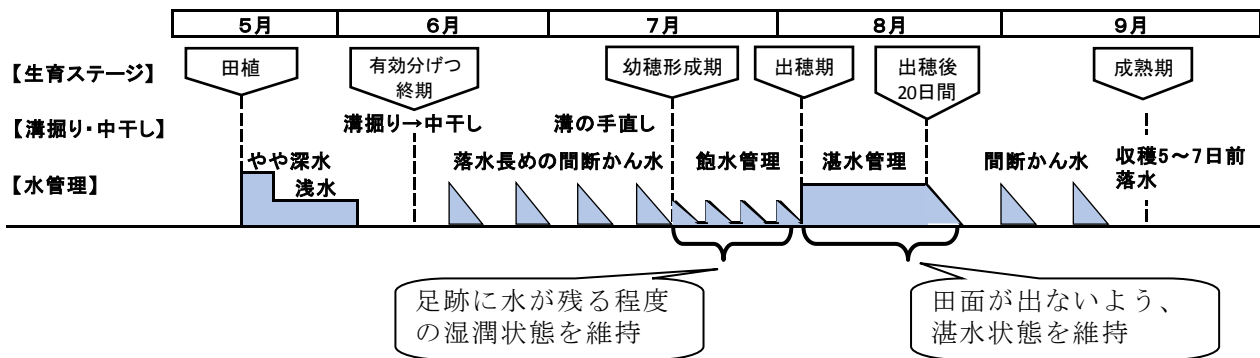 5月 6月 7月 8月 9月
【生育ステージ】
田植
有効分げつ
終期
幼穂形成期
出穂期
出穂後
20日間
成熟期
【溝掘り・中干し】
溝掘り→中干し
溝の手直し
【水管理】
やや深水
浅水
落水長めの間断かん水
飽水管理
湛水管理
間断かん水
収穫5～7日前
落水
足跡に水が残る程度
の湿潤状態を維持
田面が出ないよう、
湛水状態を維持